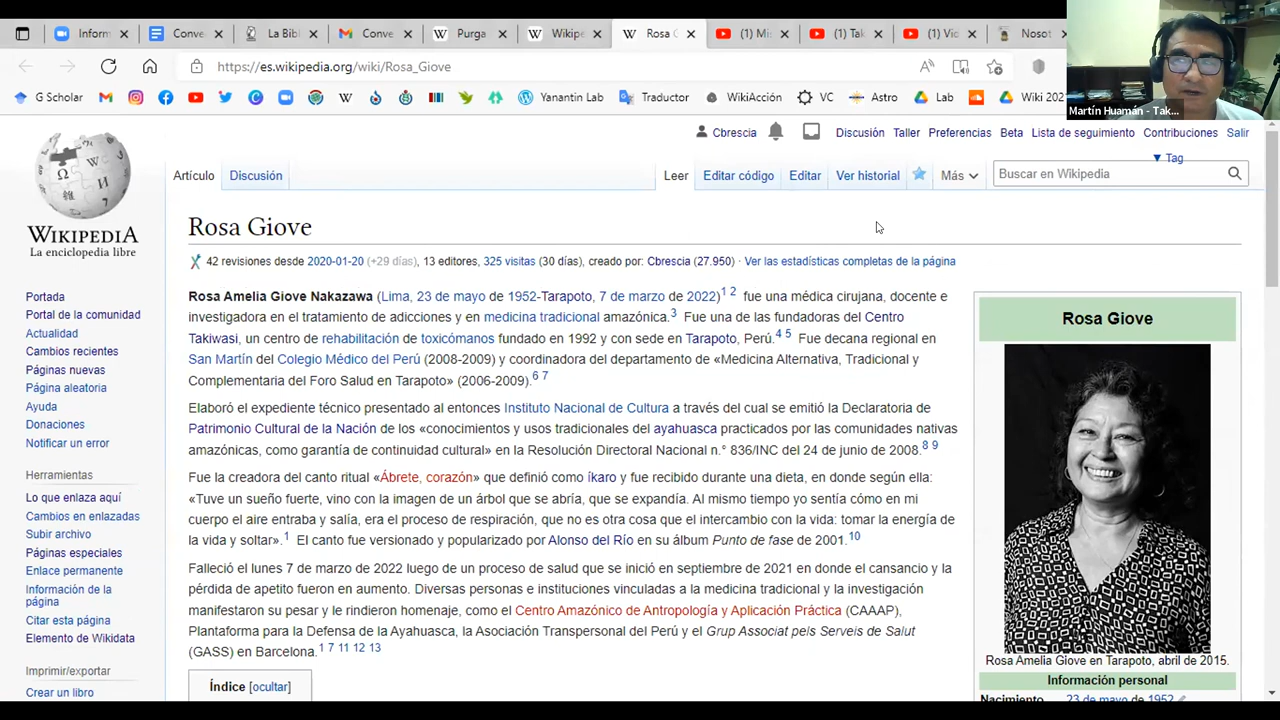 Inform
Conve
La Bibl
Conve
Purga
Wikipe
Rosa G
(1) Mi
(1) Tak
(1) Vid
Nosot
https://es.wikipedia.org/wiki/Rosa_Giove
G Scholar
Yanantin Lab
Traductor
WikiAcción
VC
Astro
Lab
Wiki 202
Martín Huamán - Tak...
Cbrescia
Discusión Taller Preferencias Beta Lista de seguimiento Contribuciones Salir
Tag
Artículo Discusión Leer Editar código Editar Ver historial Más Buscar en Wikipedia
WIKIPEDIA
La enciclopedia libre
Portada
Portal de la comunidad
Actualidad
Cambios recientes
Páginas nuevas
Página aleatoria
Ayuda
Donaciones
Notificar un error
Herramientas
Lo que enlaza aquí
Cambios en enlazadas
Subir archivo
Páginas especiales
Enlace permanente
Información de la
página
Citar esta página
Elemento de Wikidata
Imprimir/exportar
Crear un libro
Rosa Giove
42 revisiones desde 2020-01-20 (+29 días), 13 editores, 325 visitas (30 días), creado por: Cbrescia (27.950) · Ver las estadísticas completas de la página
Rosa Amelia Giove Nakazawa (Lima, 23 de mayo de 1952-Tarapoto, 7 de marzo de 2022)1 2 fue una médica cirujana, docente e
investigadora en el tratamiento de adicciones y en medicina tradicional amazónica.3 Fue una de las fundadoras del Centro
Takiwasi, un centro de rehabilitación de toxicómanos fundado en 1992 y con sede en Tarapoto, Perú.4 5 Fue decana regional en
San Martín del Colegio Médico del Perú (2008-2009) y coordinadora del departamento de «Medicina Alternativa, Tradicional y
Complementaria del Foro Salud en Tarapoto» (2006-2009).6 7
Elaboró el expediente técnico presentado al entonces Instituto Nacional de Cultura a través del cual se emitió la Declaratoria de
Patrimonio Cultural de la Nación de los «conocimientos y usos tradicionales del ayahuasca practicados por las comunidades nativas
amazónicas, como garantía de continuidad cultural» en la Resolución Directoral Nacional n.° 836/INC del 24 de junio de 2008.8 9
Fue la creadora del canto ritual «Ábrete, corazón» que definió como íkaro y fue recibido durante una dieta, en donde según ella:
«Tuve un sueño fuerte, vino con la imagen de un árbol que se abría, que se expandía. Al mismo tiempo yo sentía cómo en mi
cuerpo el aire entraba y salía, era el proceso de respiración, que no es otra cosa que el intercambio con la vida: tomar la energía de
la vida y soltar».1 El canto fue versionado y popularizado por Alonso del Río en su álbum Punto de fase de 2001.10
Falleció el lunes 7 de marzo de 2022 luego de un proceso de salud que se inició en septiembre de 2021 en donde el cansancio y la
pérdida de apetito fueron en aumento. Diversas personas e instituciones vinculadas a la medicina tradicional y la investigación
manifestaron su pesar y le rindieron homenaje, como el Centro Amazónico de Antropología y Aplicación Práctica (CAAAP),
Plantaforma para la Defensa de la Ayahuasca, la Asociación Transpersonal del Perú y el Grup Associat pels Serveis de Salut
(GASS) en Barcelona.1 7 11 12 13
Índice [ocultar]
Rosa Giove
Rosa Amelia Giove en Tarapoto, abril de 2015.
Información personal
Nacimiento 23 de mayo de 1952